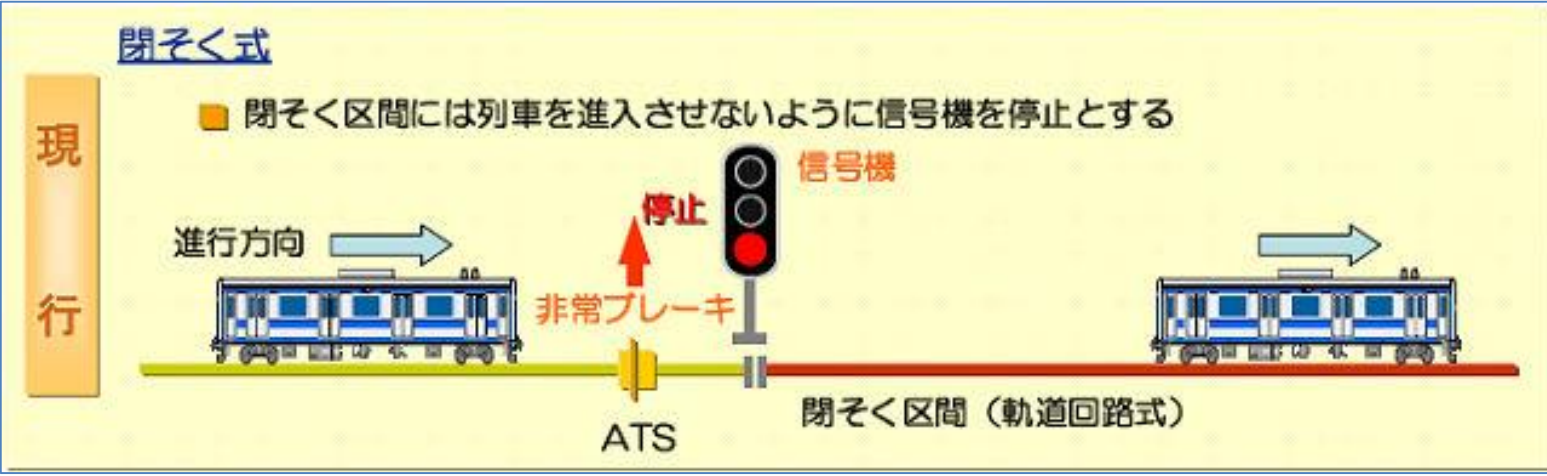 閉そく式
現行
閉そく区間には列車を進入させないように信号機を停止とする
信号機
停止
進行方向
非常ブレーキ
閉そく区間（軌道回路式）
ATS